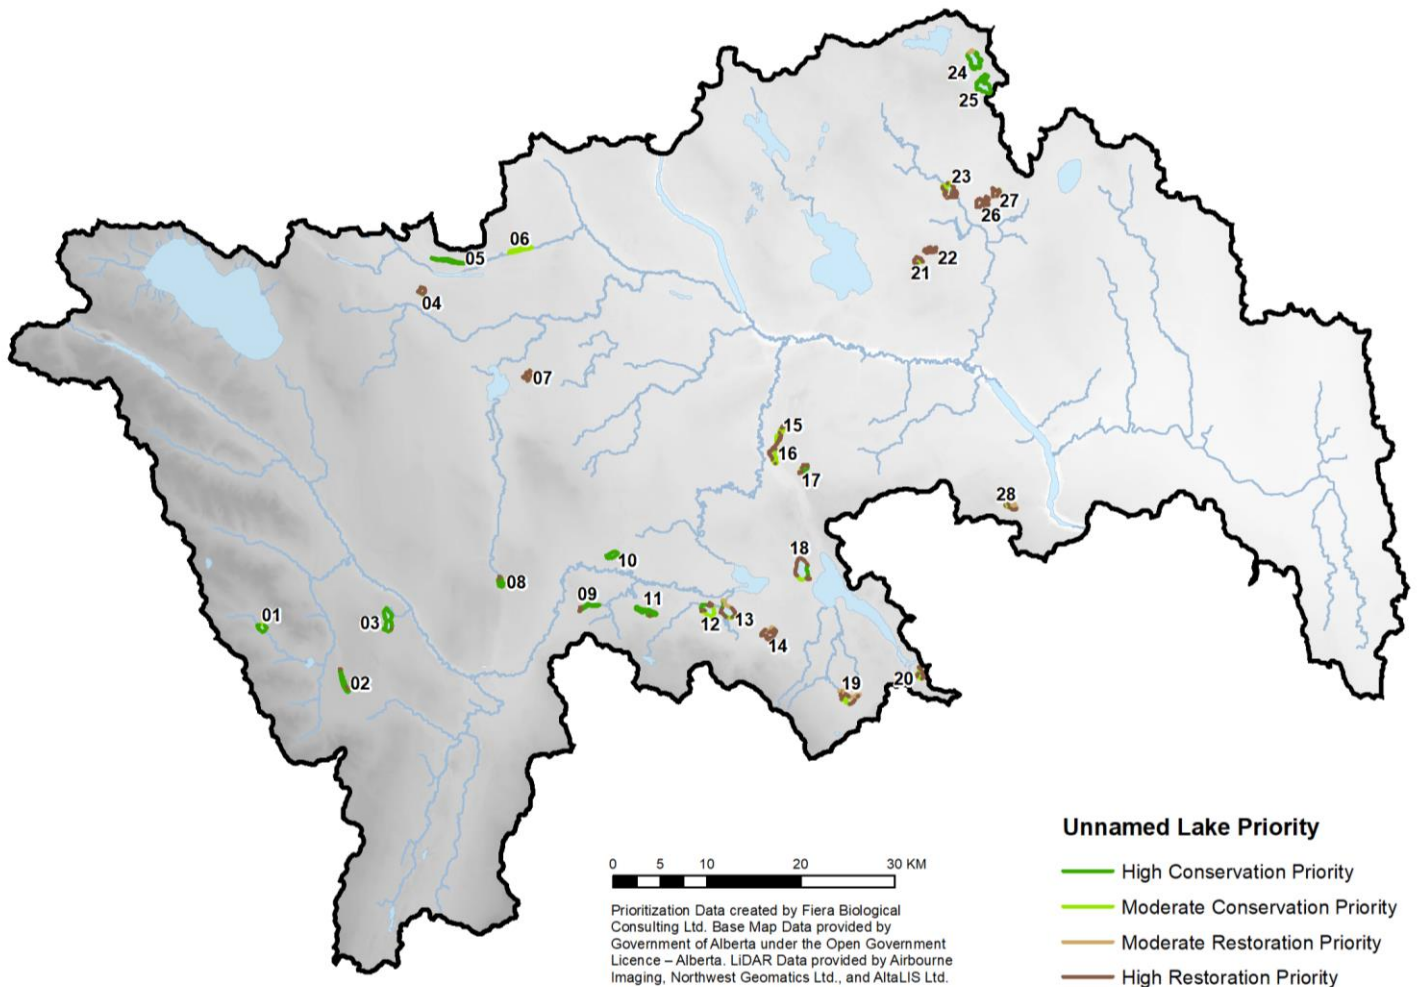 24
25
23
27
26
06
05
22
21
04
07
15
16
17
28
18
10
08
09
11
01
03
12
13
14
02
19
20
Unnamed Lake Priority
0 5 10 20 30 KM
High Conservation Priority
Moderate Conservation Priority
Moderate Restoration Priority
High Restoration Priority
Prioritization Data created by Fiera Biological
Consulting Ltd. Base Map Data provided by
Government of Alberta under the Open Government
Licence – Alberta. LiDAR Data provided by Airbourne
Imaging, Northwest Geomatics Ltd., and AltaLIS Ltd.